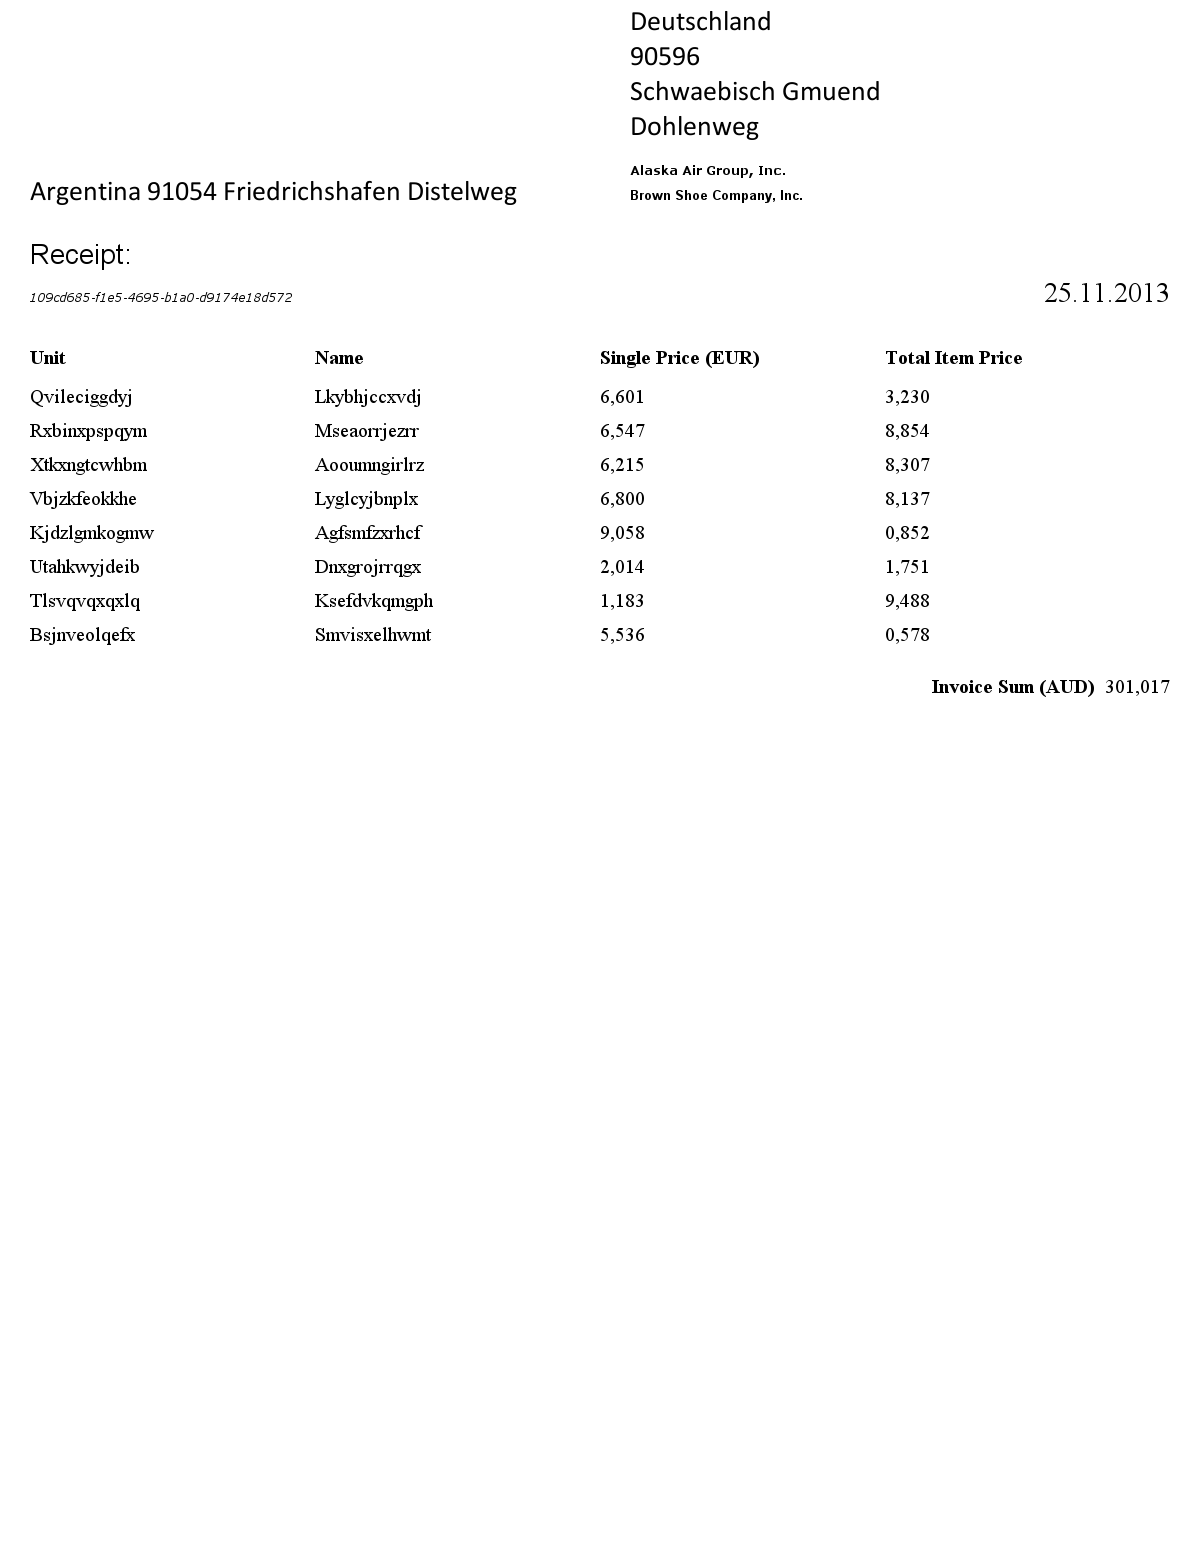 Deutschland
90596
Schwaebisch Gmuend
Dohlenweg
Alaska Air Group, Inc.
Brown Shoe Company, Inc.
Argentina 91054 Friedrichshafen Distelweg
Receipt:
109cd685-f1e5-4695-b1a0-d9174e18d572
25.11.2013
Unit Name Single Price (EUR) Total Item Price
Qvileciggdyj Lkybhjccxvdj 6,601 3,230
Rxbinxpspqym Mseaorrjezrr 6,547 8,854
Xtkxngtcwhbm Aooumngirlrz 6,215 8,307
Vbjzkfeokkhe Lyglcyjbnplx 6,800 8,137
Kjdzlgmkogmw Agfsmfzxrhcf 9,058 0,852
Utahkwyjdeib Dnxgrojrrqgx 2,014 1,751
Tlsvqvqxqxlq Ksefdvkqmgph 1,183 9,488
Bsjnveolqefx Smvisxelhwmt 5,536 0,578
Invoice Sum (AUD) 301,017